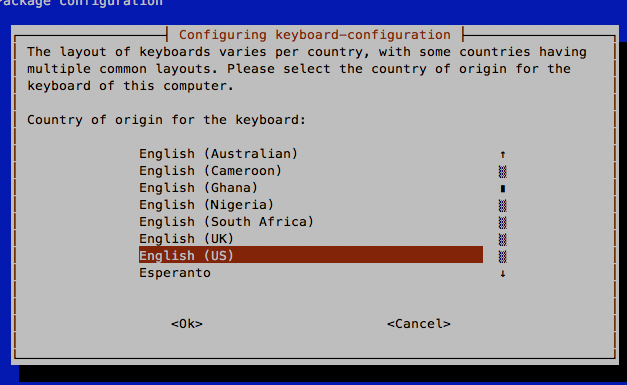 Package configuration
Configuring keyboard-configuration
The layout of keyboards varies per country, with some countries having
multiple common layouts. Please select the country of origin for the
keyboard of this computer.
Country of origin for the keyboard:
English (Australian)
English (Cameroon)
English (Ghana)
English (Nigeria)
English (South Africa)
English (UK)
English (US)
Esperanto
<Ok> <Cancel>